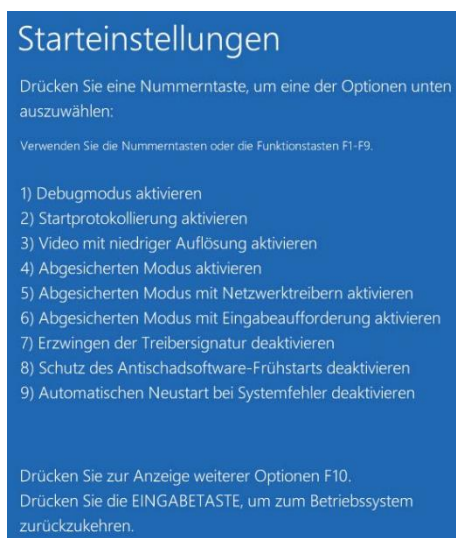 Starteinstellungen
Drücken Sie eine Nummerntaste, um eine der Optionen unten
auszuwählen:
Verwenden Sie die Nummerntasten oder die Funktionstasten F1-F9.
1) Debugmodus aktivieren
2) Startprotokollierung aktivieren
3) Video mit niedriger Auflösung aktivieren
4) Abgesicherten Modus aktivieren
5) Abgesicherten Modus mit Netzwerktreibern aktivieren
6) Abgesicherten Modus mit Eingabeaufforderung aktivieren
7) Erzwingen der Treibersignatur deaktivieren
8) Schutz des Antischadsoftware-Frühstarts deaktivieren
9) Automatischen Neustart bei Systemfehler deaktivieren
Drücken Sie zur Anzeige weiterer Optionen F10.
Drücken Sie die EINGABETASTE, um zum Betriebssystem
zurückzukehren.